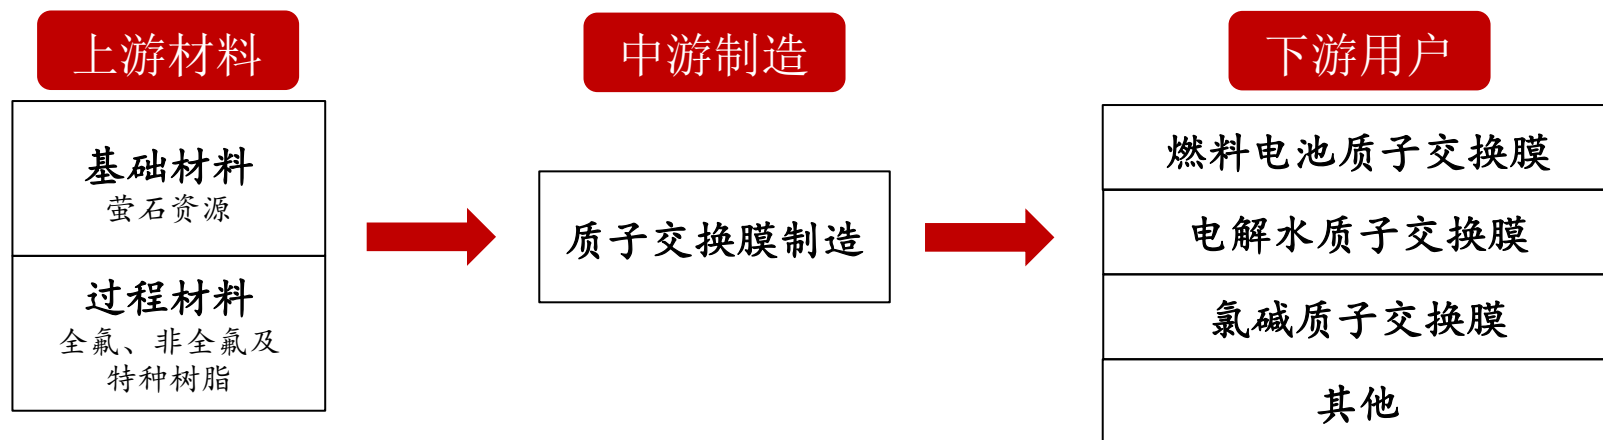 上游材料
基础材料
萤石资源
过程材料
全氟、非全氟及
特种树脂
中游制造
质子交换膜制造
下游用户
燃料电池质子交换膜
电解水质子交换膜
氯碱质子交换膜
其他